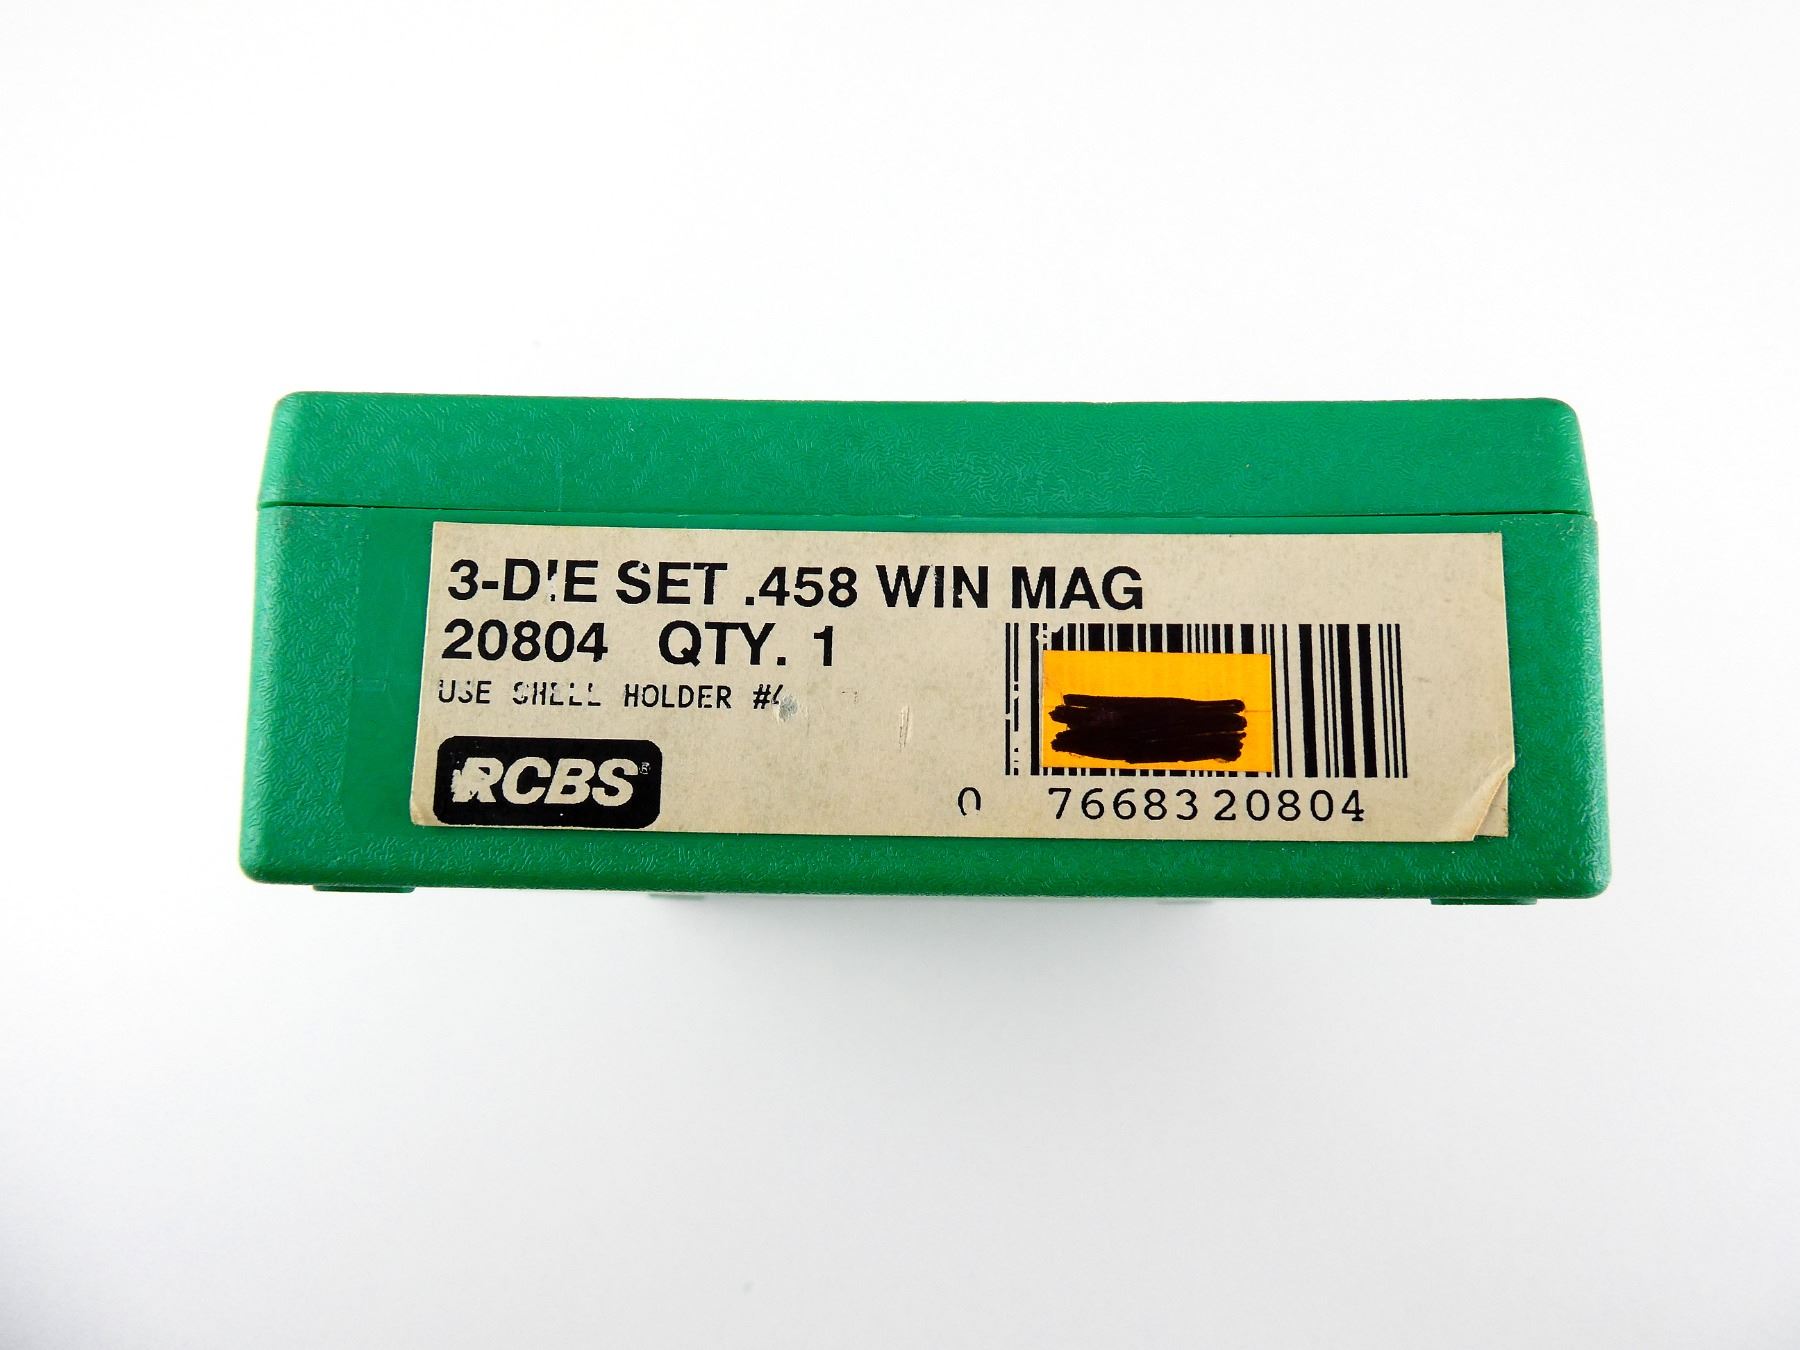 3-DIE SET .458 WIN MAG
20804 QTY. 1
USE SHELL HOLDER #4
RCBS®
0 76683 20804